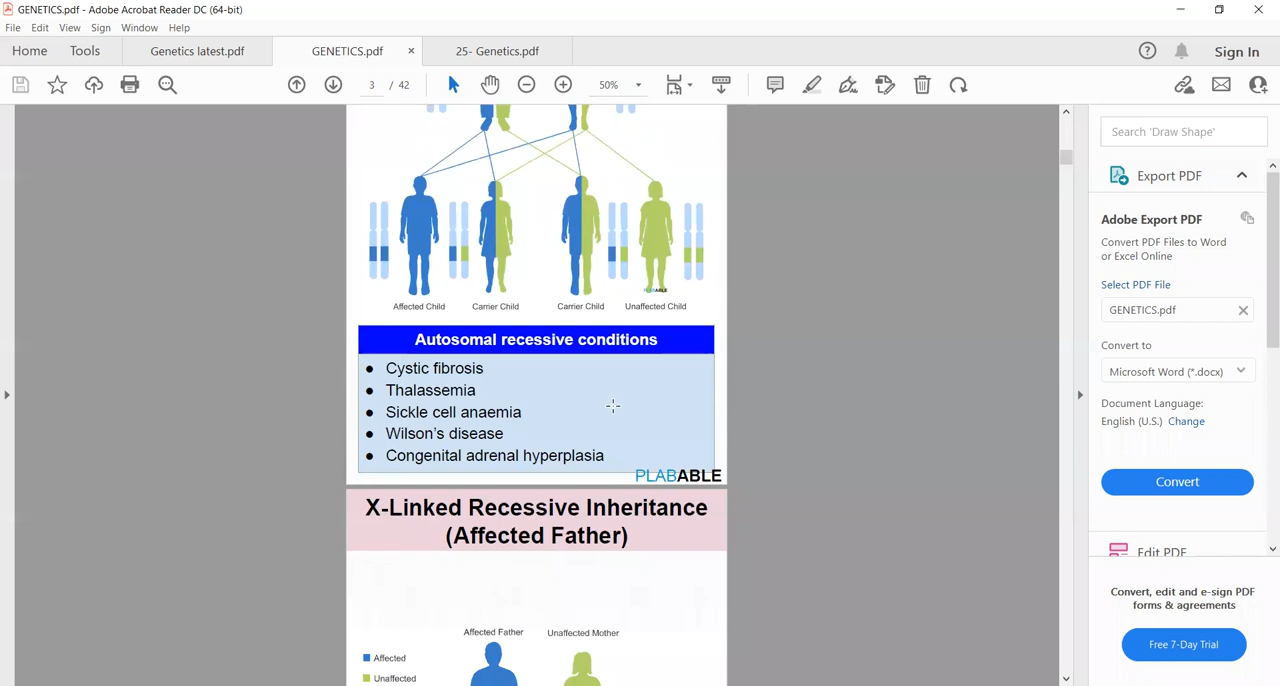 GENETICS.pdf - Adobe Acrobat Reader DC (64-bit)
File Edit View Sign Window Help
Home Tools Genetics latest.pdf GENETICS.pdf × 25- Genetics.pdf Sign In
3 / 42 50%
Search 'Draw Shape'
Export PDF
Adobe Export PDF
Convert PDF Files to Word
or Excel Online
Select PDF File
GENETICS.pdf
Convert to
Microsoft Word (*.docx)
Document Language:
English (U.S.) Change
Convert
Edit PDF
Convert, edit and e-sign PDF
forms & agreements
Free 7-Day Trial
PLABABLE
Affected Child Carrier Child Carrier Child Unaffected Child
Autosomal recessive conditions
● Cystic fibrosis
● Thalassemia
● Sickle cell anaemia
● Wilson's disease
● Congenital adrenal hyperplasia
PLABABLE
X-Linked Recessive Inheritance
(Affected Father)
Affected Father Unaffected Mother
Affected
Unaffected